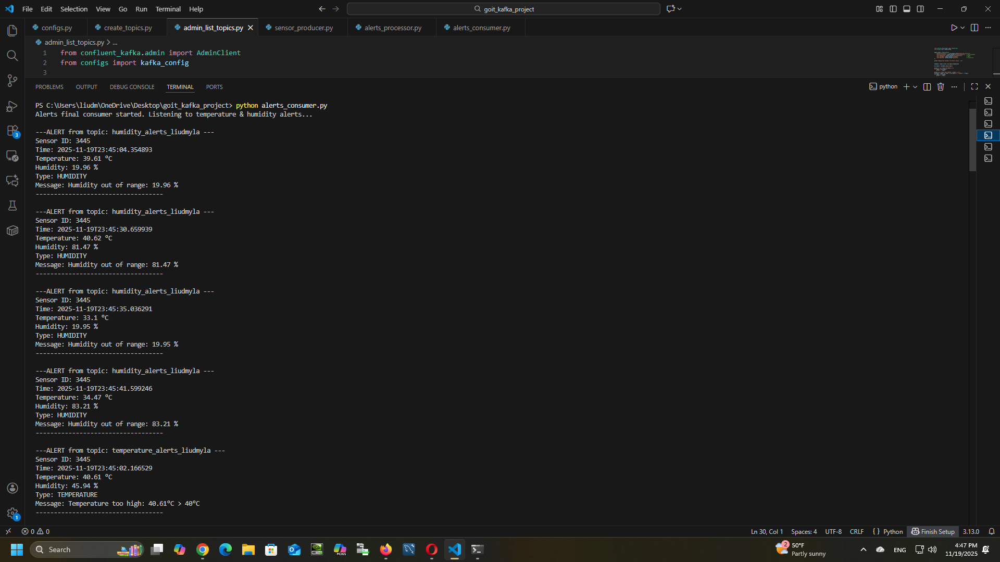 File Edit Selection View Go Run Terminal Help
goit_kafka_project
configs.py
create_topics.py
admin_list_topics.py
sensor_producer.py
alerts_processor.py
alerts_consumer.py
admin_list_topics.py > ...
1 from confluent_kafka.admin import AdminClient
2 from configs import kafka_config
3
PROBLEMS OUTPUT DEBUG CONSOLE TERMINAL PORTS
python
PS C:\Users\liudm\OneDrive\Desktop\goit_kafka_project> python alerts_consumer.py
Alerts final consumer started. Listening to temperature & humidity alerts...
---ALERT from topic: humidity_alerts_liudmyla ---
Sensor ID: 3445
Time: 2025-11-19T23:45:04.354893
Temperature: 39.61 °C
Humidity: 19.96 %
Type: HUMIDITY
Message: Humidity out of range: 19.96 %
-----------------------------------
---ALERT from topic: humidity_alerts_liudmyla ---
Sensor ID: 3445
Time: 2025-11-19T23:45:30.659939
Temperature: 40.62 °C
Humidity: 81.47 %
Type: HUMIDITY
Message: Humidity out of range: 81.47 %
-----------------------------------
---ALERT from topic: humidity_alerts_liudmyla ---
Sensor ID: 3445
Time: 2025-11-19T23:45:35.036291
Temperature: 33.1 °C
Humidity: 19.95 %
Type: HUMIDITY
Message: Humidity out of range: 19.95 %
-----------------------------------
---ALERT from topic: humidity_alerts_liudmyla ---
Sensor ID: 3445
Time: 2025-11-19T23:45:41.599246
Temperature: 34.47 °C
Humidity: 83.21 %
Type: HUMIDITY
Message: Humidity out of range: 83.21 %
-----------------------------------
---ALERT from topic: temperature_alerts_liudmyla ---
Sensor ID: 3445
Time: 2025-11-19T23:45:02.166529
Temperature: 40.61 °C
Humidity: 45.94 %
Type: TEMPERATURE
Message: Temperature too high: 40.61°C > 40°C
-----------------------------------
3
1
0 0
Ln 30, Col 1 Spaces: 4 UTF-8 CRLF { } Python Finish Setup 3.13.0
Search
M365
2
50°F
Partly sunny
ENG
4:47 PM
11/19/2025